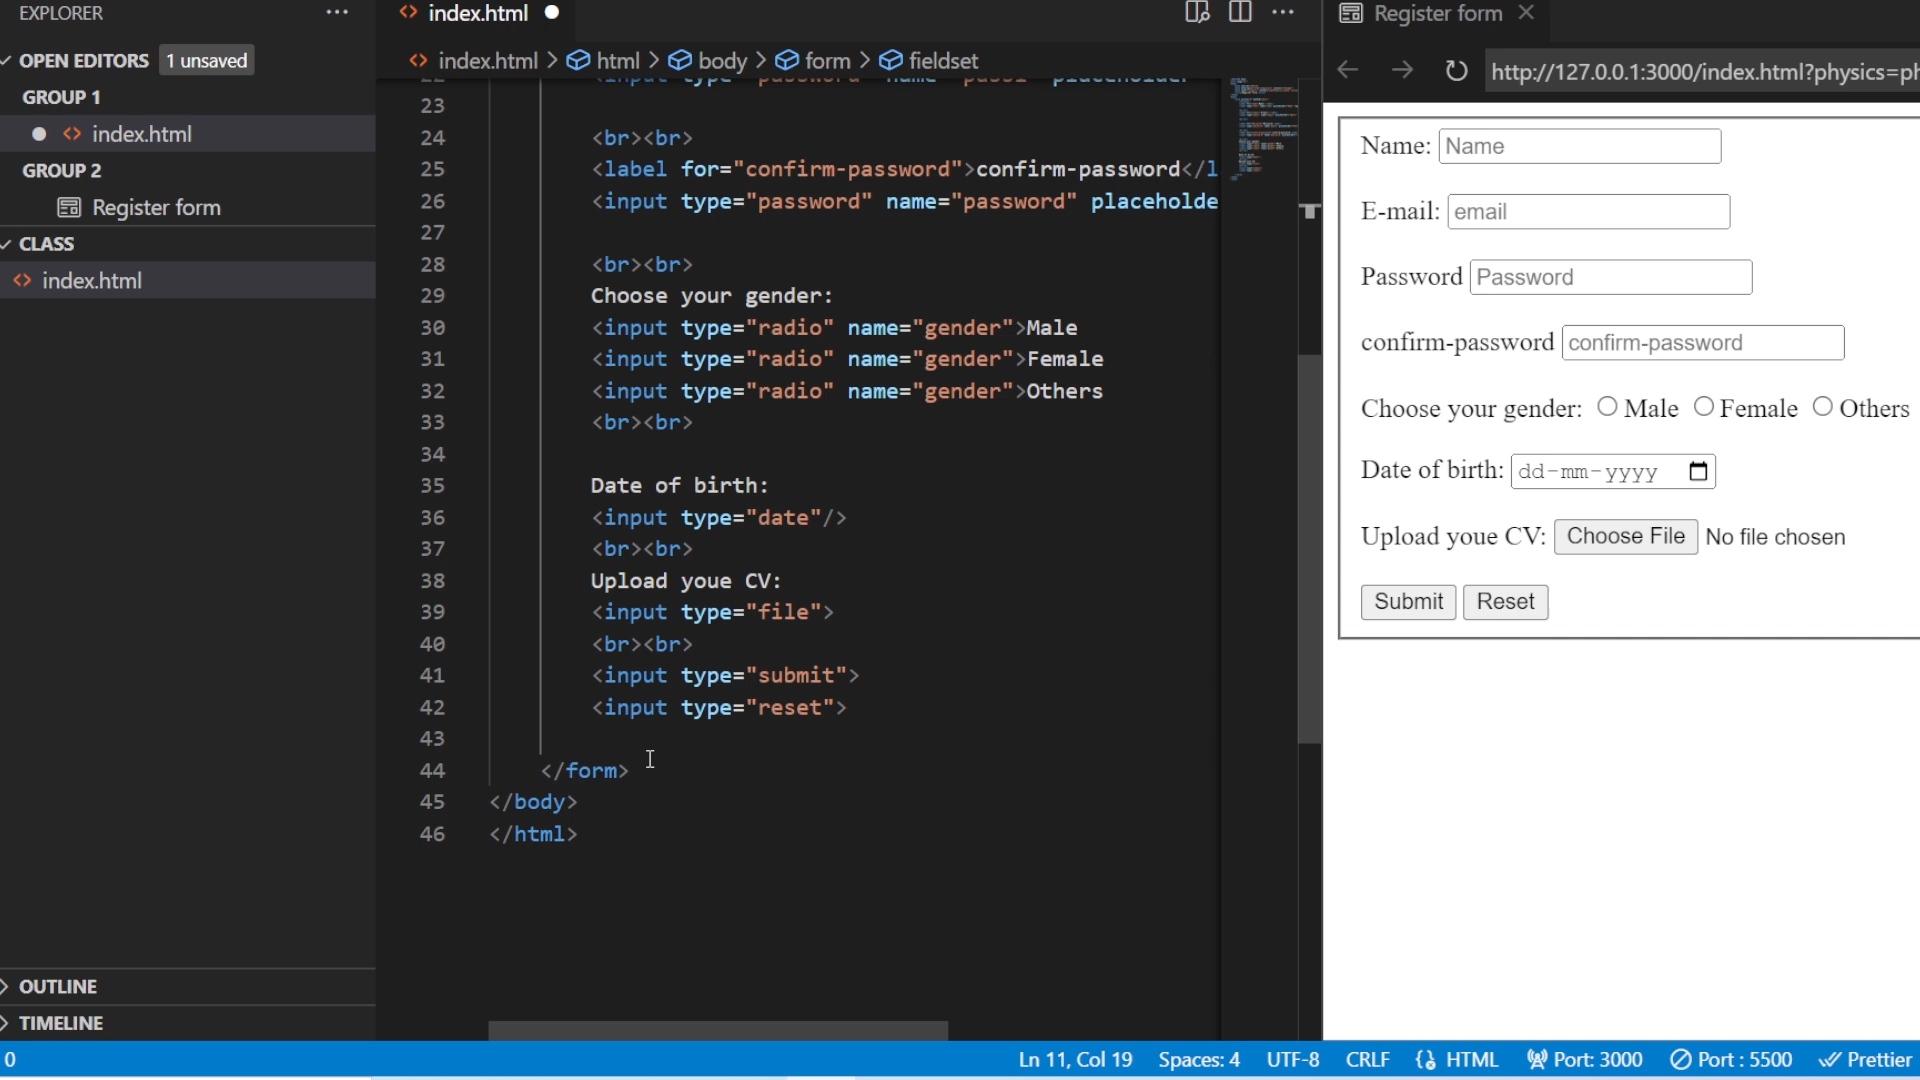 EXPLORER ···
OPEN EDITORS 1 unsaved
GROUP 1
index.html
GROUP 2
Register form
CLASS
index.html
OUTLINE
TIMELINE
index.html
index.html > html > body > form > fieldset
23
24 <br><br>
25 <label for="confirm-password">confirm-password</l
26 <input type="password" name="password" placeholde
27
28 <br><br>
29 Choose your gender:
30 <input type="radio" name="gender">Male
31 <input type="radio" name="gender">Female
32 <input type="radio" name="gender">Others
33 <br><br>
34
35 Date of birth:
36 <input type="date"/>
37 <br><br>
38 Upload youe CV:
39 <input type="file">
40 <br><br>
41 <input type="submit">
42 <input type="reset">
43
44 </form>
45 </body>
46 </html>
Register form
http://127.0.0.1:3000/index.html?physics=ph
Name: Name
E-mail: email
Password Password
confirm-password confirm-password
Choose your gender: Male Female Others
Date of birth: dd-mm-yyyy
Upload youe CV: Choose File No file chosen
Submit Reset
0 Ln 11, Col 19 Spaces: 4 UTF-8 CRLF HTML Port: 3000 Port : 5500 Prettier